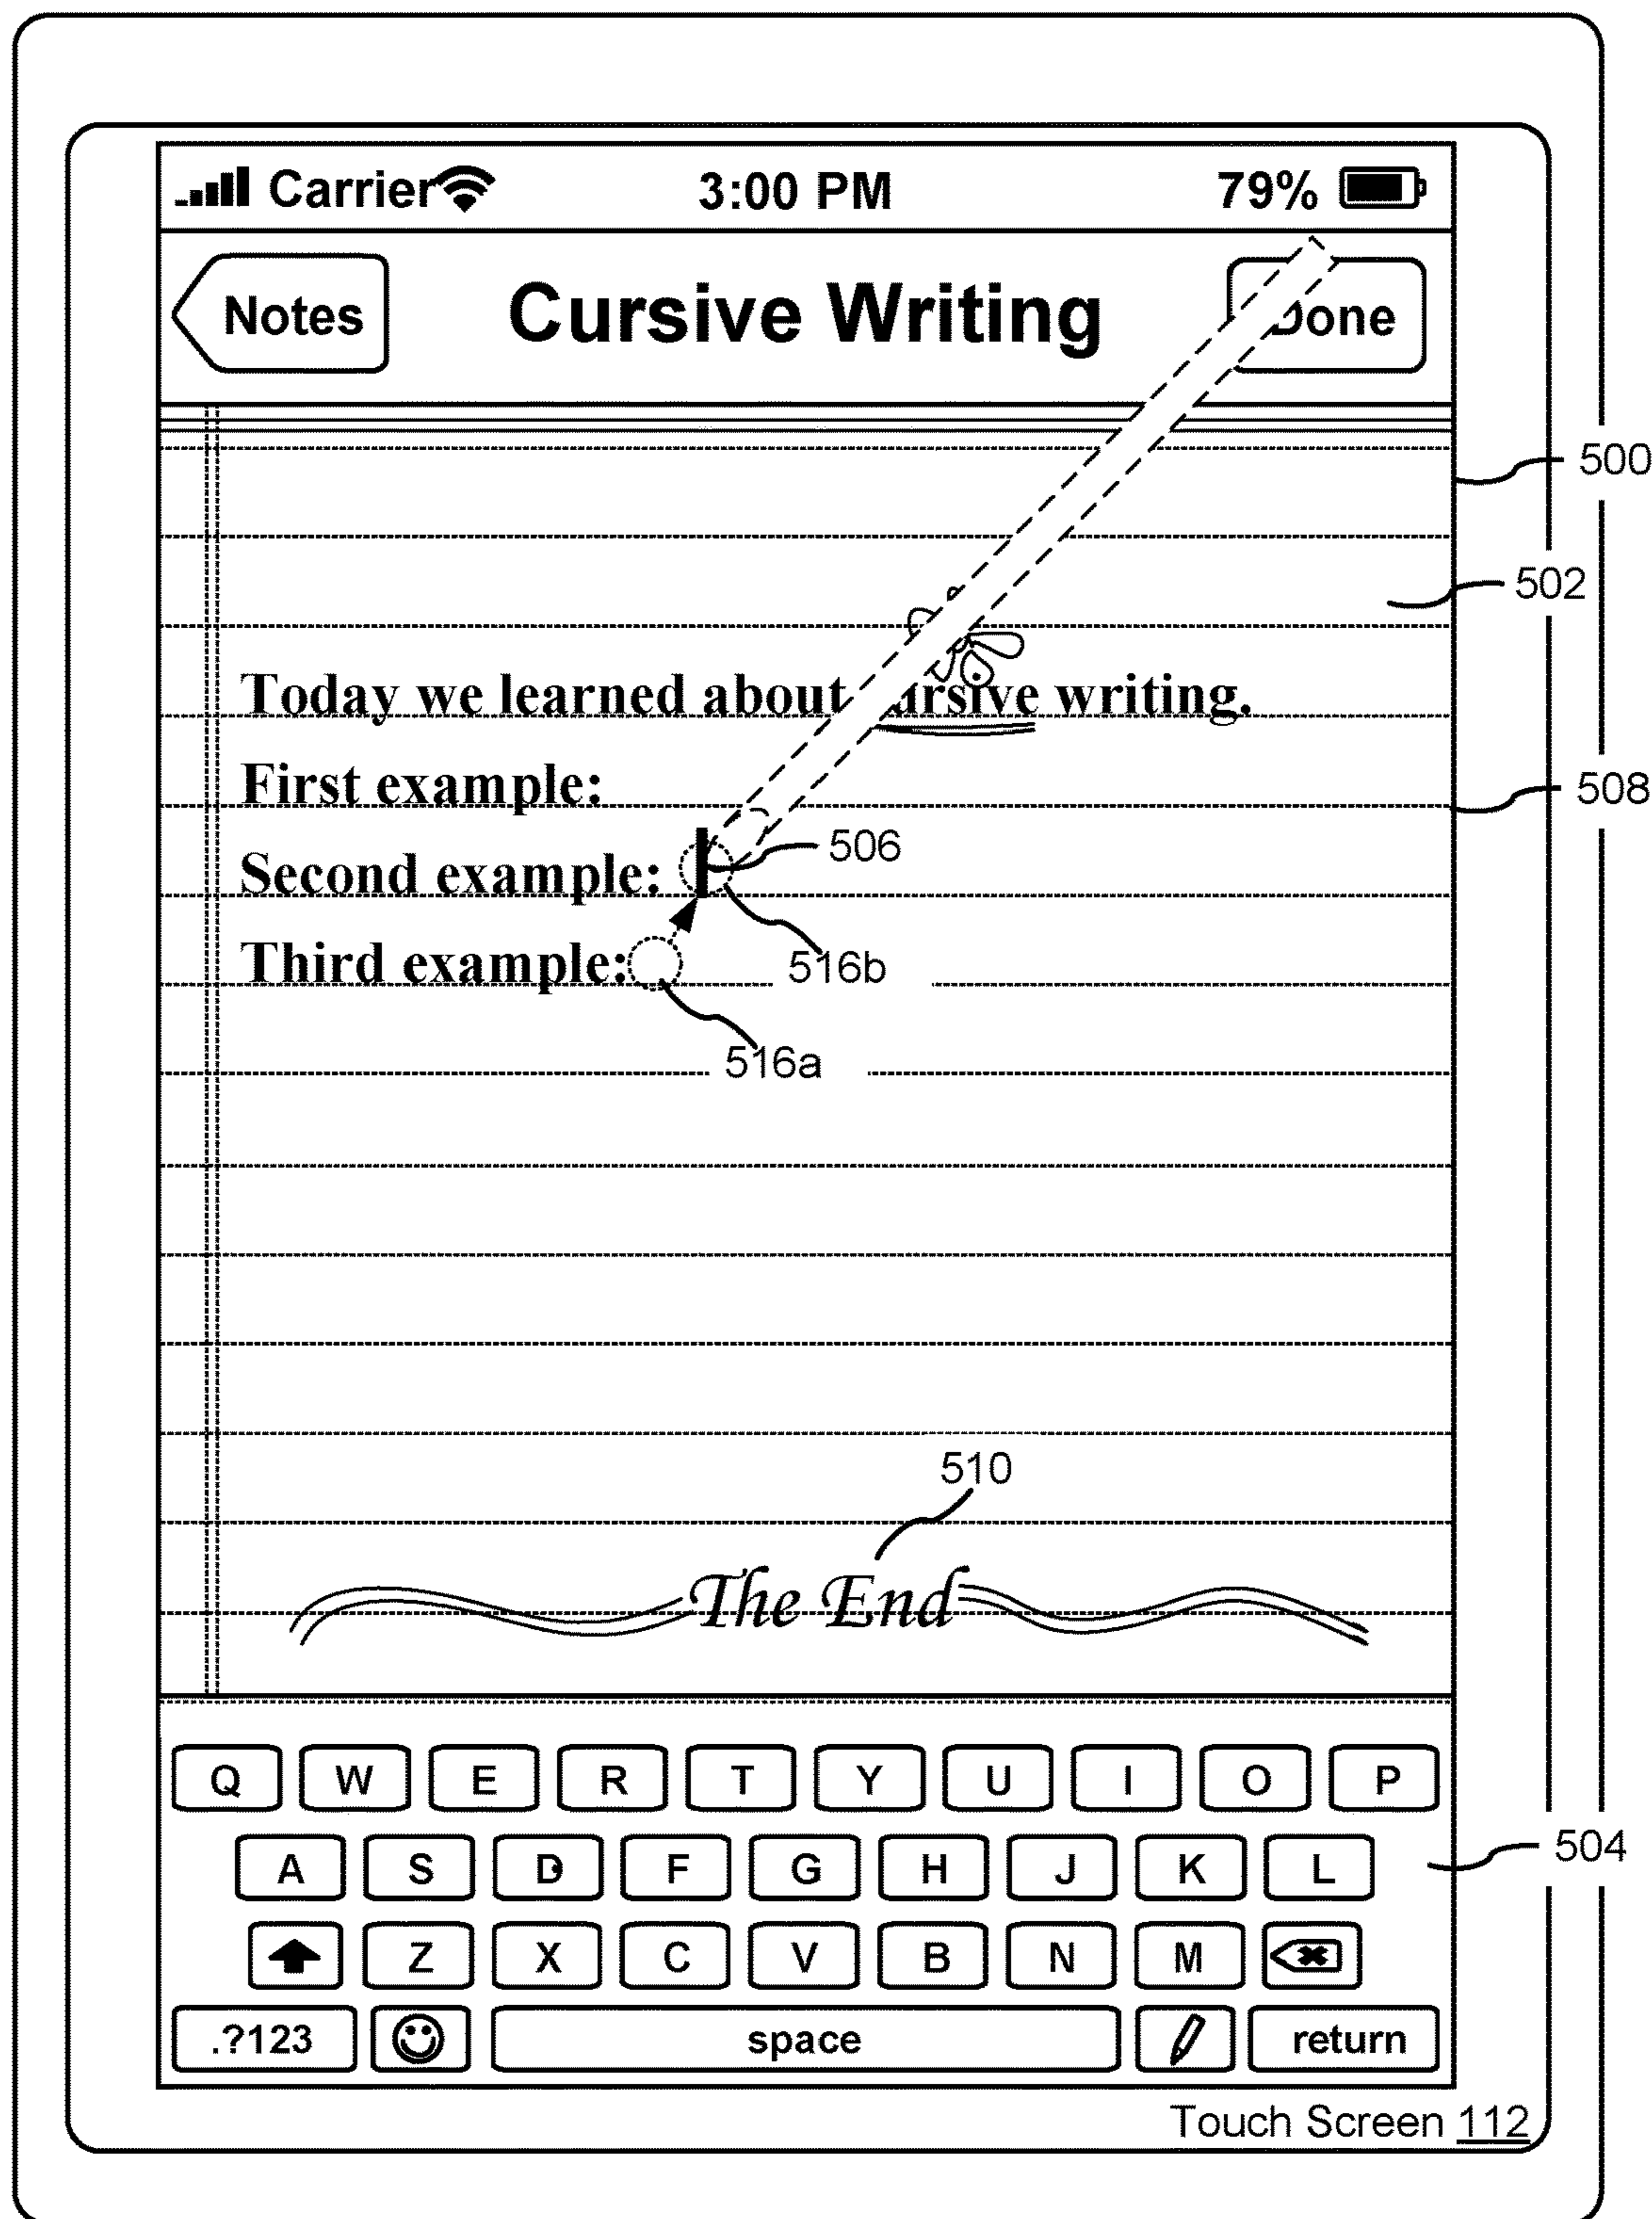 Carrier 3:00 PM 79%
Notes Cursive Writing Done
500
502
Today we learned about ursive writing.
First example:
508
Second example: 506
Third example: 516b
516a
510
The End
Q W E R T Y U I O P
A S D F G H J K L
504
Z X C V B N M
.?123 space return
Touch Screen 112